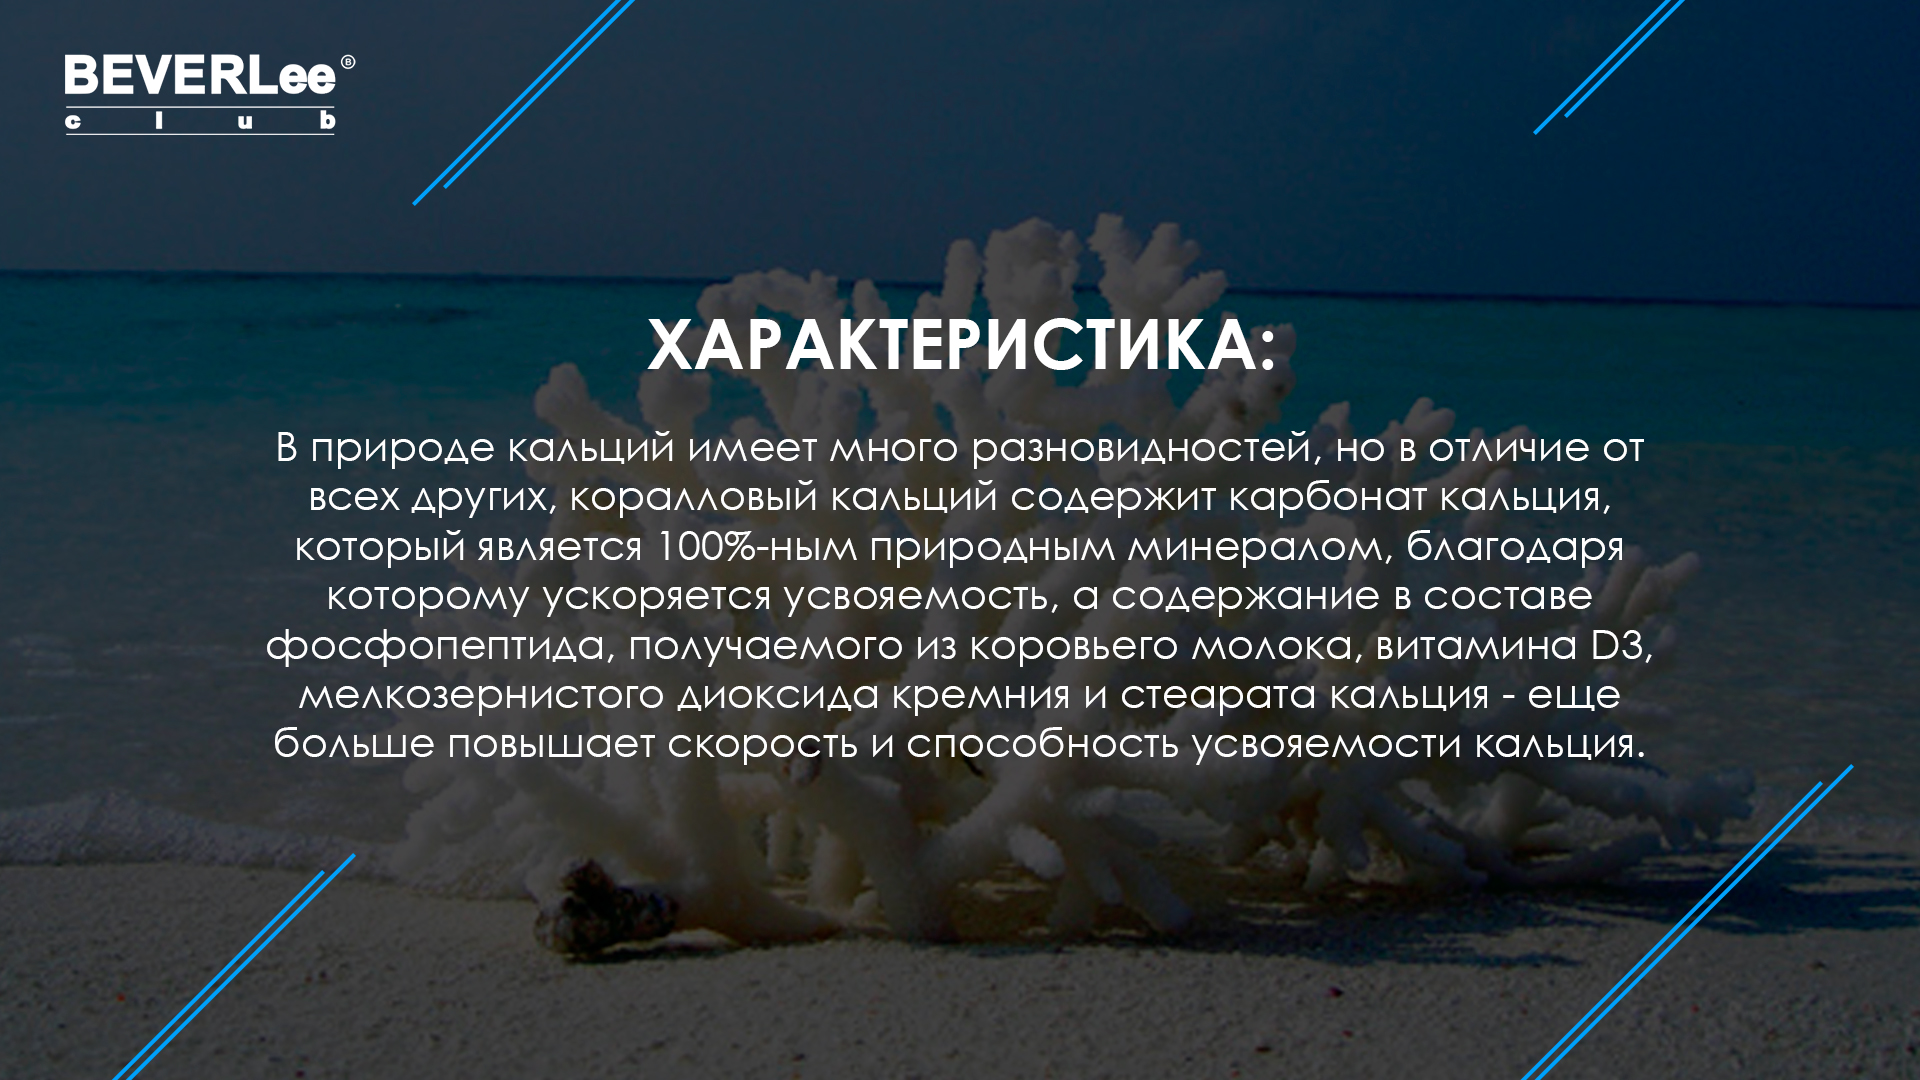 BEVERLee®
club
ХАРАКТЕРИСТИКА:
В природе кальций имеет много разновидностей, но в отличие от
всех других, коралловый кальций содержит карбонат кальция,
который является 100%-ным природным минералом, благодаря
которому ускоряется усвояемость, а содержание в составе
фосфопептида, получаемого из коровьего молока, витамина D3,
мелкозернистого диоксида кремния и стеарата кальция - еще
больше повышает скорость и способность усвояемости кальция.